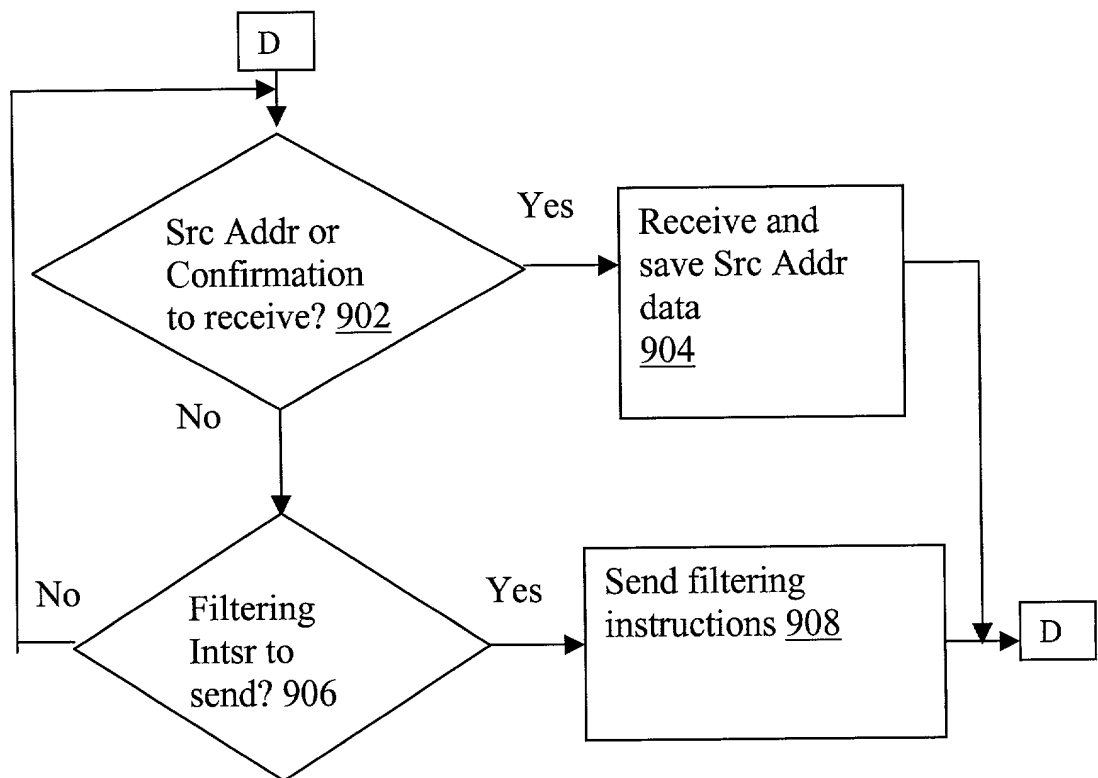 D
Src Addr or
Confirmation
to receive? 902
Yes
Receive and
save Src Addr
data
904
No
No
Filtering
Intsr to
send? 906
Yes
Send filtering
instructions 908
D